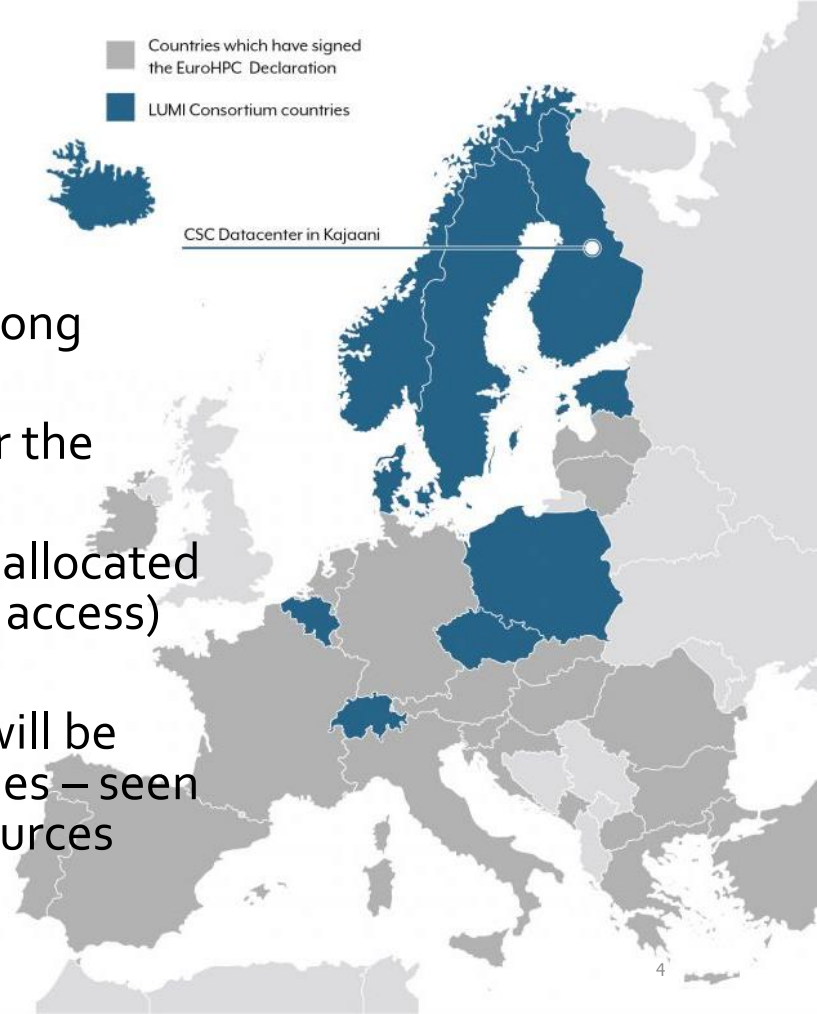 Countries which have signed
the EuroHPC Declaration
LUMI Consortium countries
CSC Datacenter in Kajaani
ong
r the
allocated
access)
will be
es – seen
urces
4